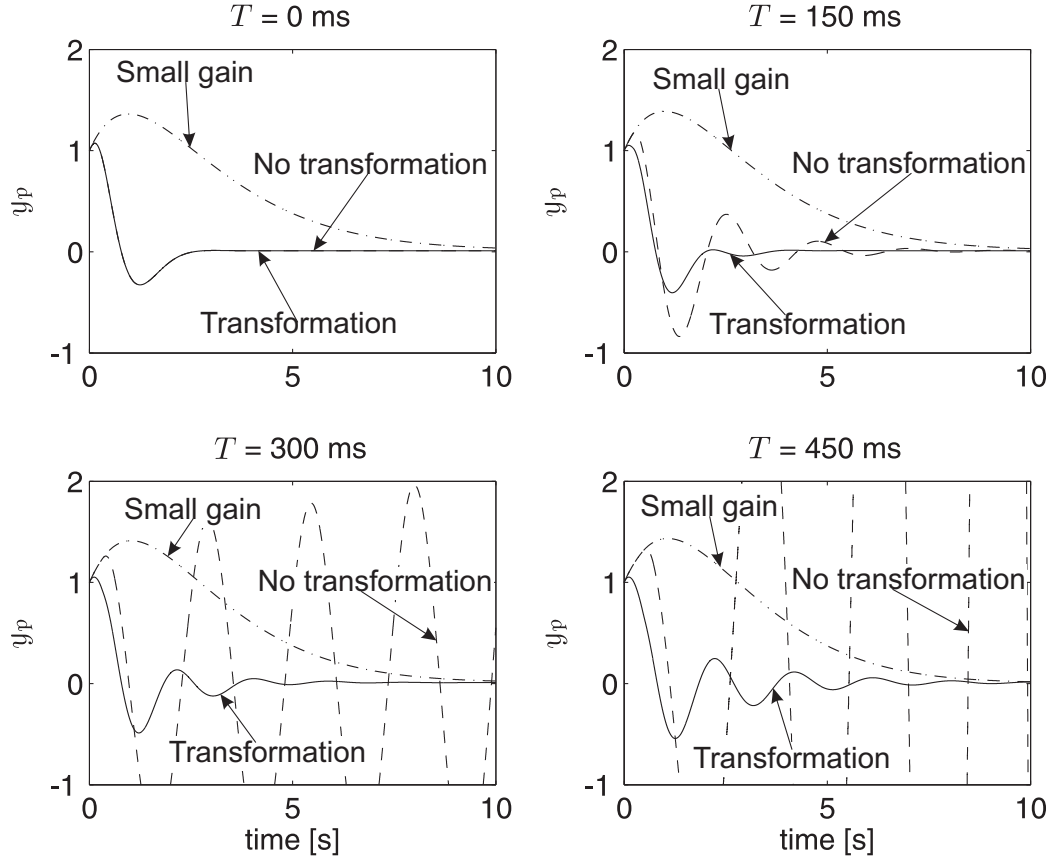 T = 0 ms
2
1
0
-1
y_p
Small gain
No transformation
Transformation
0
5
10
T = 150 ms
2
1
0
-1
y_p
Small gain
No transformation
Transformation
0
5
10
T = 300 ms
2
1
0
-1
y_p
Small gain
No transformation
Transformation
0
5
10
time [s]
T = 450 ms
2
1
0
-1
y_p
Small gain
No transformation
Transformation
0
5
10
time [s]